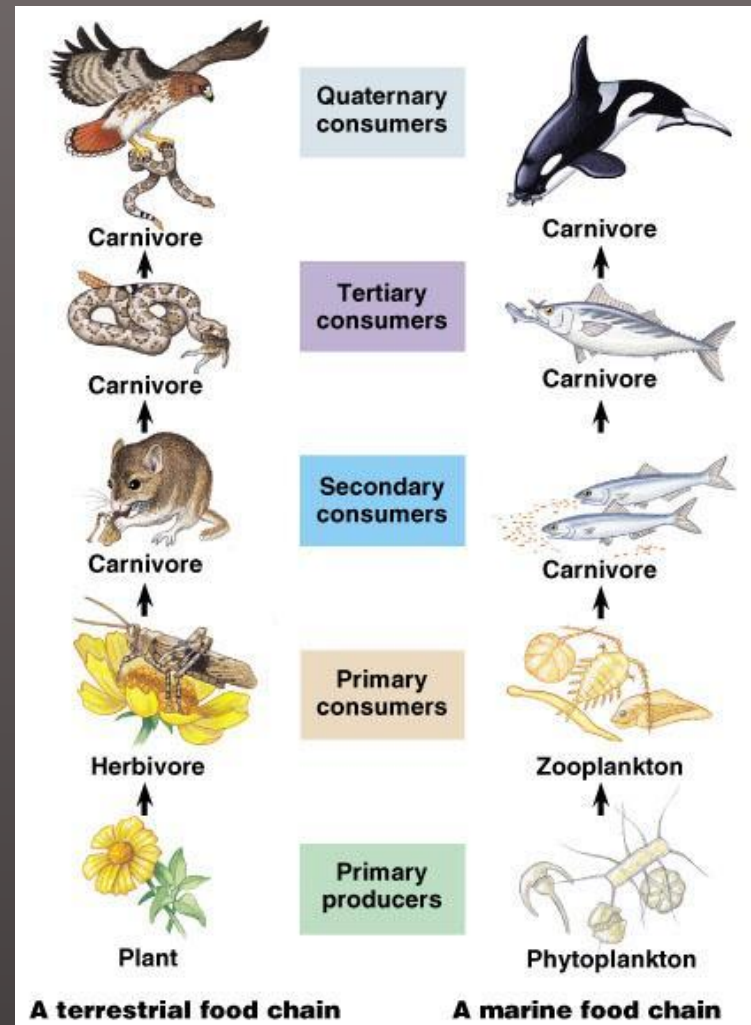 Quaternary
consumers
Carnivore
Carnivore
Tertiary
consumers
Carnivore
Carnivore
Secondary
consumers
Carnivore
Carnivore
Primary
consumers
Herbivore
Zooplankton
Primary
producers
Plant
Phytoplankton
A terrestrial food chain
A marine food chain